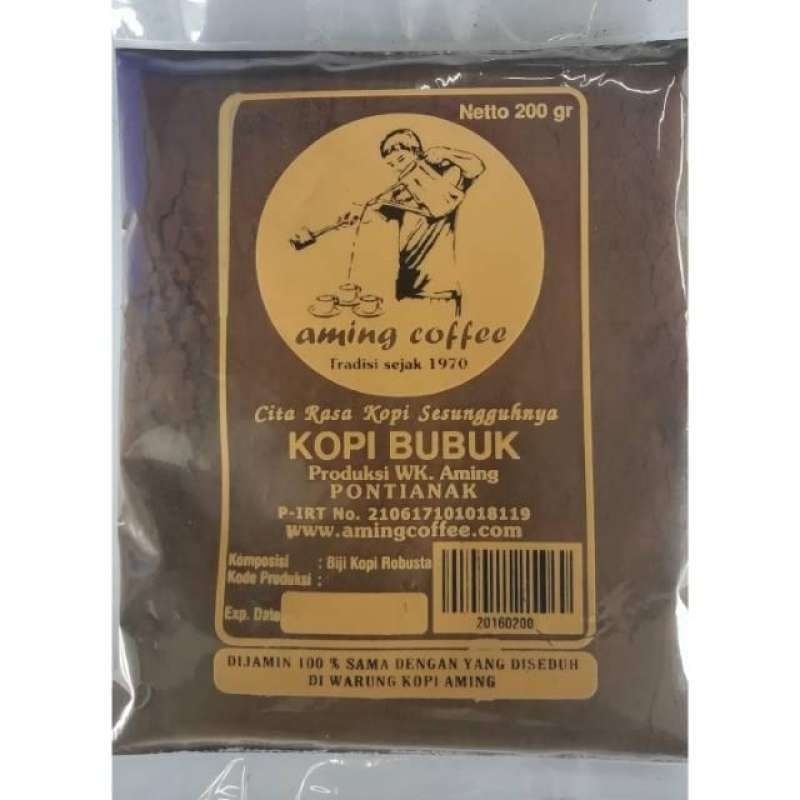 Netto 200 gr
aming coffee
Tradisi sejak 1970
Cita Rasa Kopi Sesungguhnya
KOPI BUBUK
Produksi WK. Aming
PONTIANAK
P-IRT No. 210617101018119
www.amingcoffee.com
Komposisi : Biji Kopi Robusta
Kode Produksi :
Exp. Date
20160200
DIJAMIN 100 % SAMA DENGAN YANG DISEDUH
DI WARUNG KOPI AMING